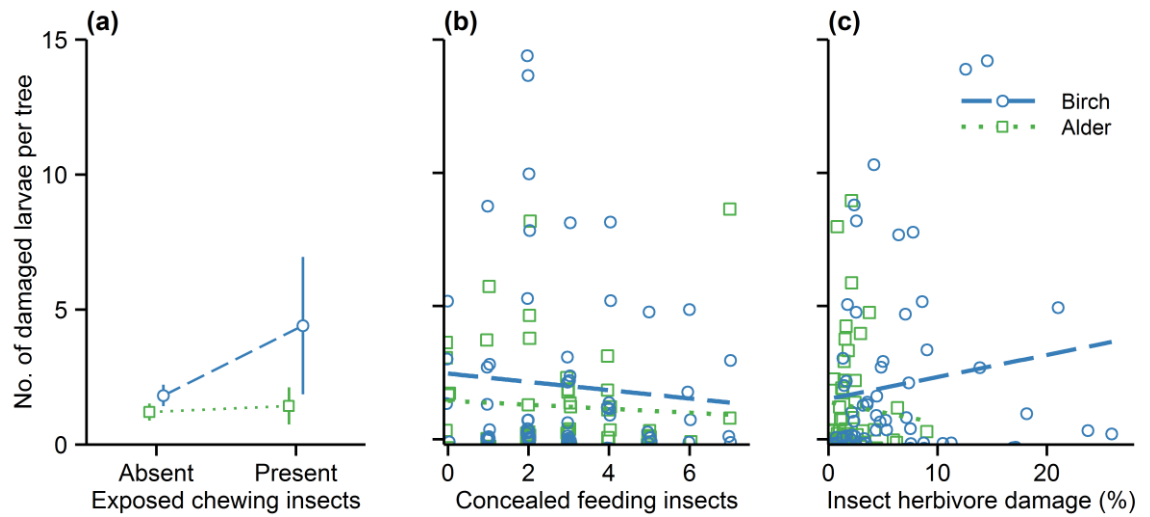 (a)
(b)
(c)
No. of damaged larvae per tree
15
10
5
0
Absent Present
Exposed chewing insects
0 2 4 6
Concealed feeding insects
Birch
Alder
0 10 20
Insect herbivore damage (%)